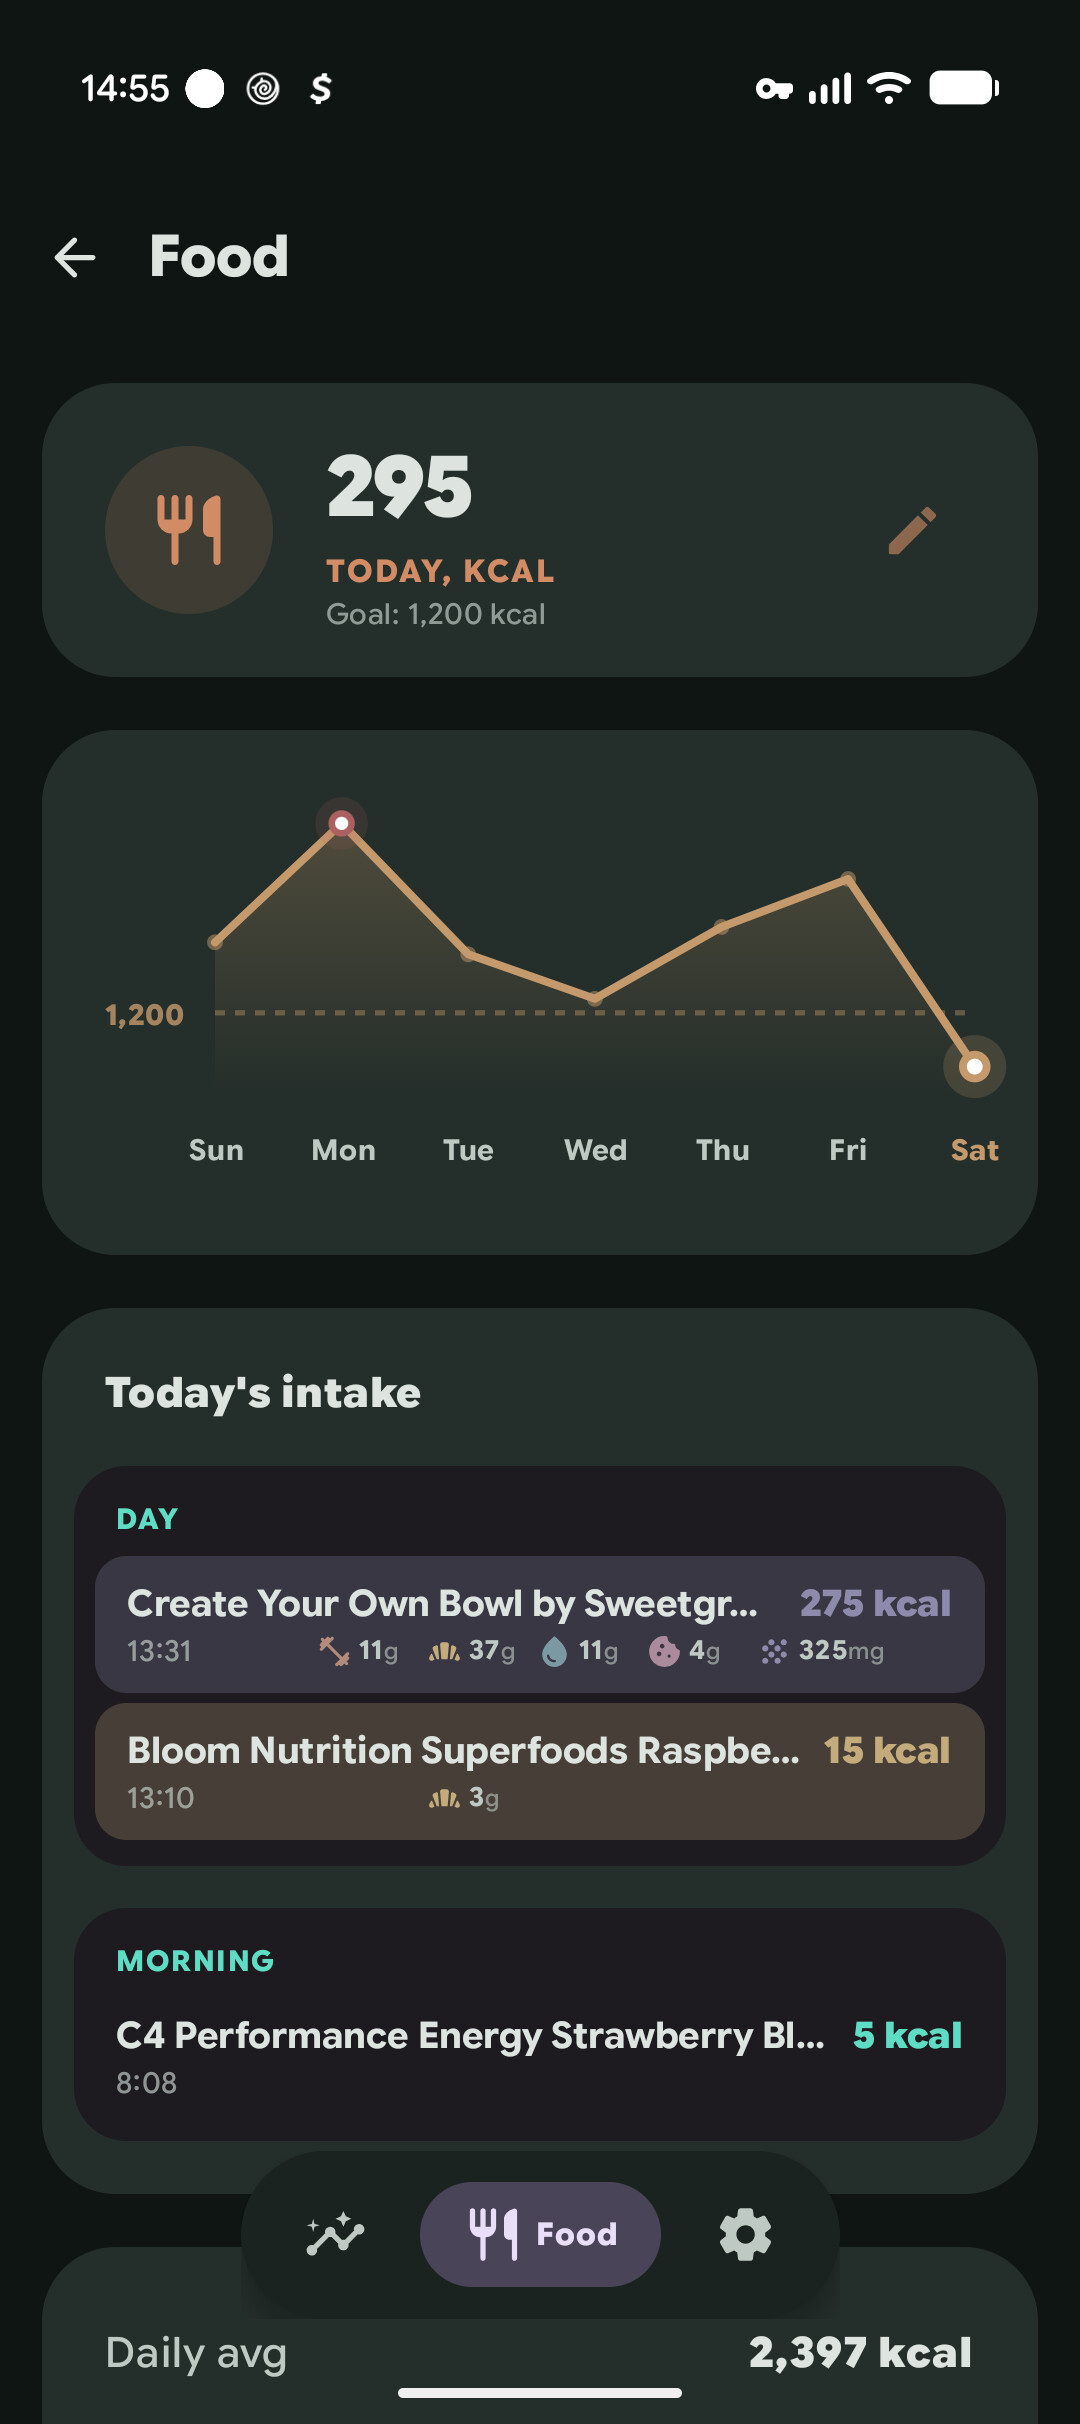 14:55
Food
295
TODAY, KCAL
Goal: 1,200 kcal
1,200
Sun Mon Tue Wed Thu Fri Sat
Today's intake
DAY
Create Your Own Bowl by Sweetgr... 275 kcal
13:31 11g 37g 11g 4g 325mg
Bloom Nutrition Superfoods Raspbe... 15 kcal
13:10 3g
MORNING
C4 Performance Energy Strawberry Bl... 5 kcal
8:08
Food
Daily avg 2,397 kcal